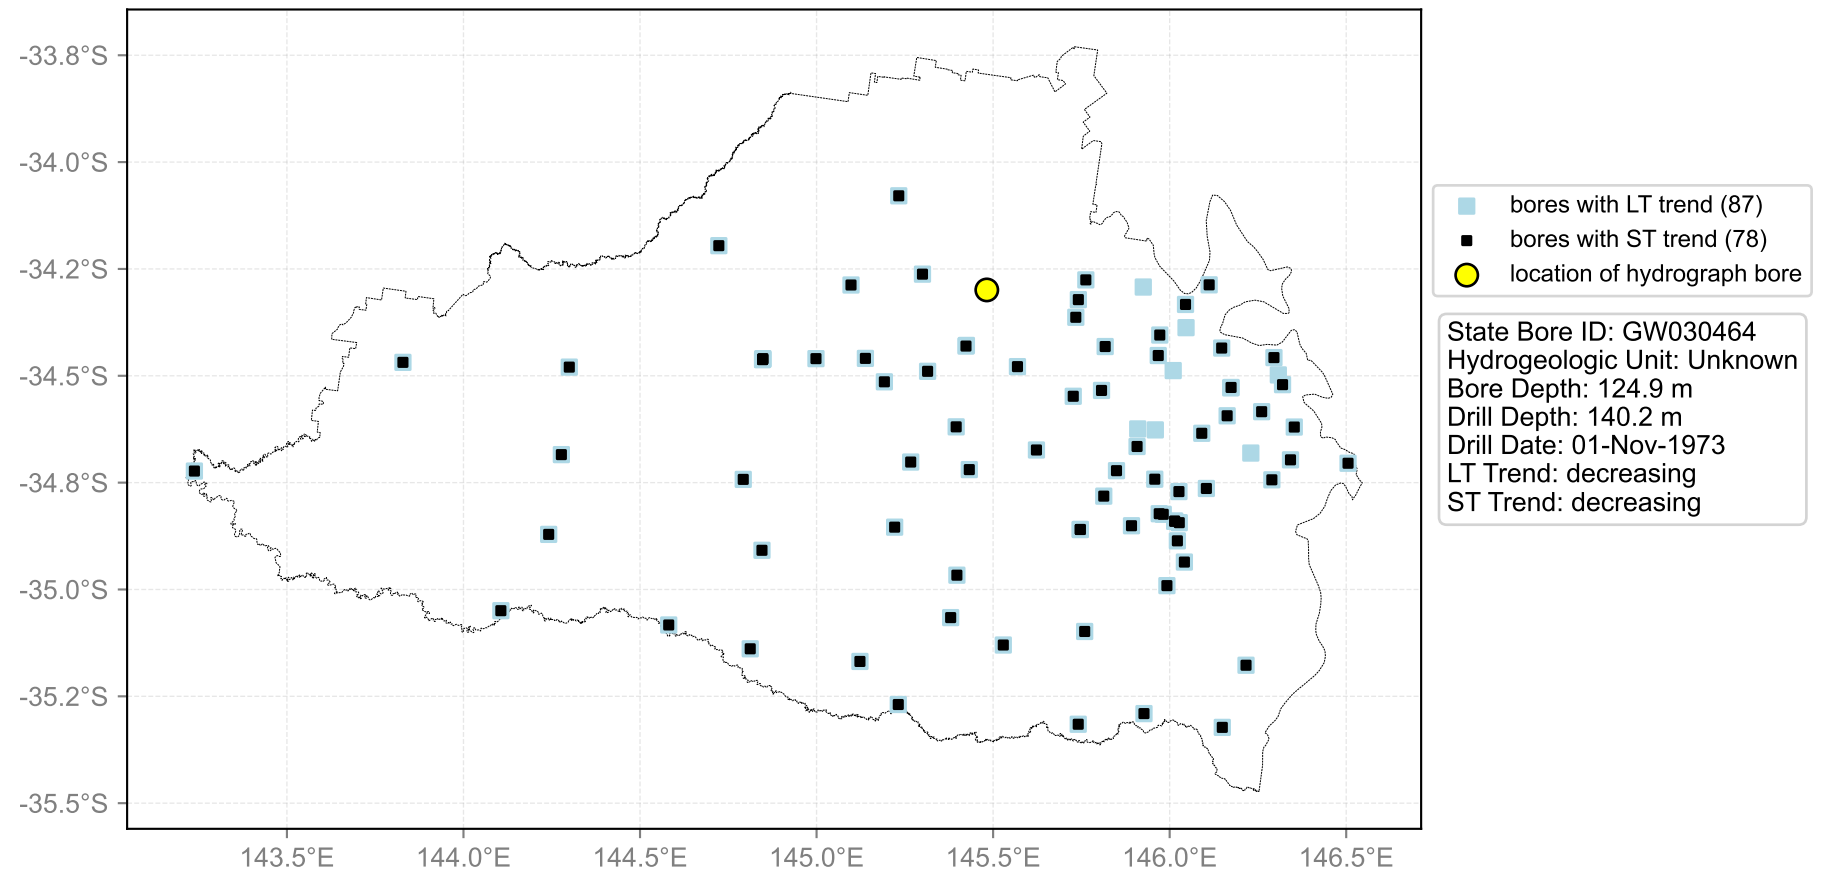 -33.8°S
-34.0°S
-34.2°S
-34.5°S
-34.8°S
-35.0°S
-35.2°S
-35.5°S
143.5°E
144.0°E
144.5°E
145.0°E
145.5°E
146.0°E
146.5°E
bores with LT trend (87)
bores with ST trend (78)
location of hydrograph bore
State Bore ID: GW030464
Hydrogeologic Unit: Unknown
Bore Depth: 124.9 m
Drill Depth: 140.2 m
Drill Date: 01-Nov-1973
LT Trend: decreasing
ST Trend: decreasing